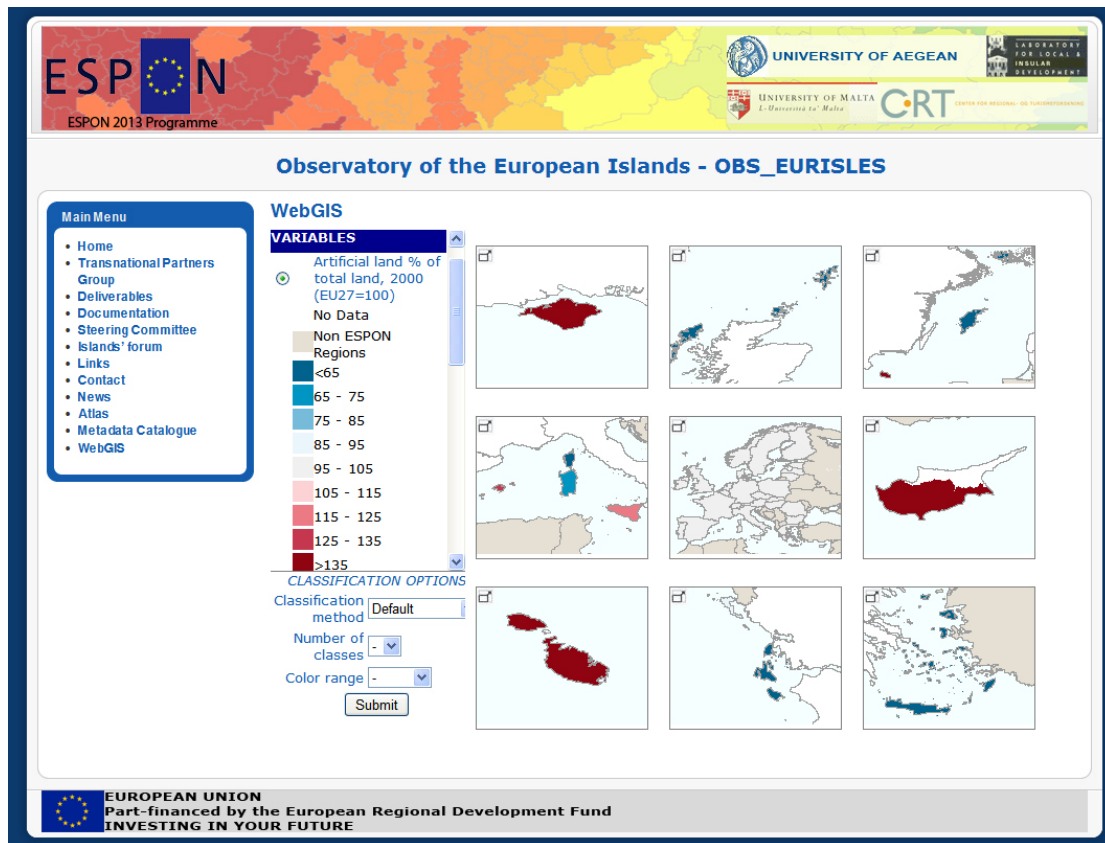 ESPON
ESPON 2013 Programme
UNIVERSITY OF AEGEAN
LABORATORY
FOR LOCAL &
INSULAR
DEVELOPMENT
UNIVERSITY OF MALTA
L-Università ta' Malta
CRT
CENTER FOR REGIONAL- OG TURISMEFORSKNING
Observatory of the European Islands - OBS_EURISLES
Main Menu
Home
Transnational Partners
Group
Deliverables
Documentation
Steering Committee
Islands' forum
Links
Contact
News
Atlas
Metadata Catalogue
WebGIS
WebGIS
VARIABLES
Artificial land % of
total land, 2000
(EU27=100)
No Data
Non ESPON
Regions
<65
65 - 75
75 - 85
85 - 95
95 - 105
105 - 115
115 - 125
125 - 135
>135
CLASSIFICATION OPTIONS
Classification
method Default
Number of
classes -
Color range -
Submit
EUROPEAN UNION
Part-financed by the European Regional Development Fund
INVESTING IN YOUR FUTURE